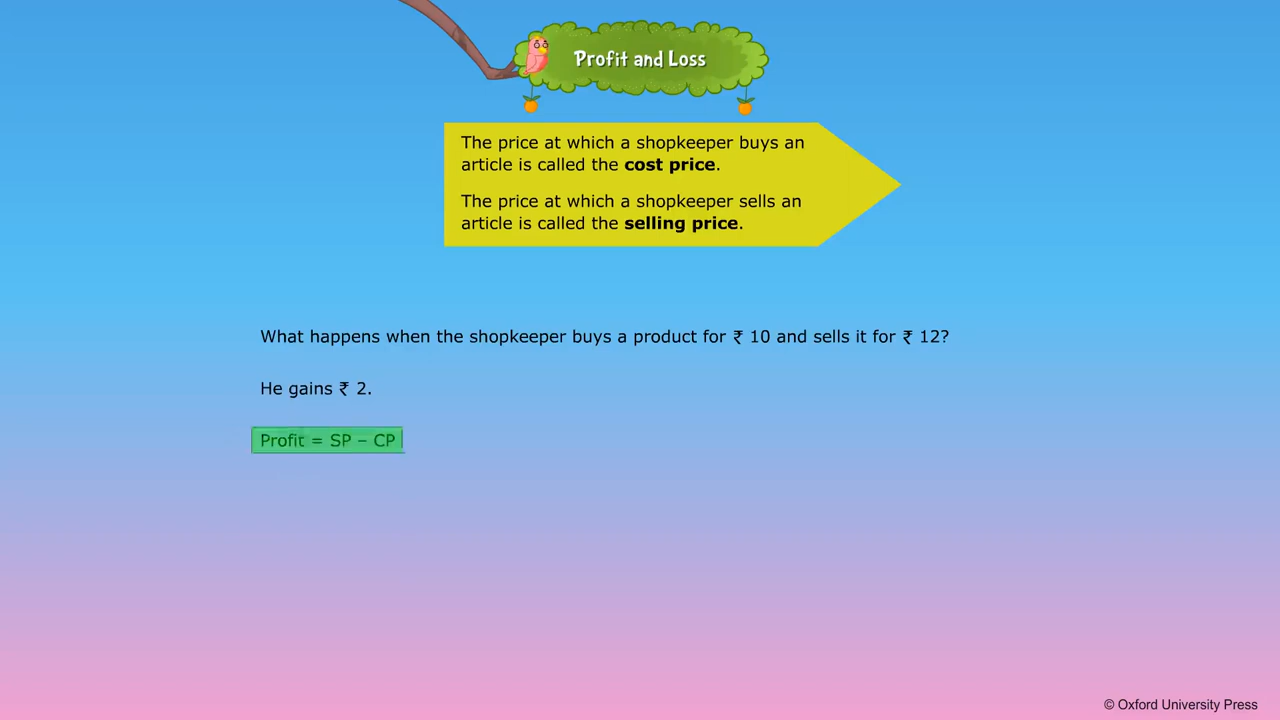 Profit and Loss
The price at which a shopkeeper buys an
article is called the cost price.
The price at which a shopkeeper sells an
article is called the selling price.
What happens when the shopkeeper buys a product for ₹ 10 and sells it for ₹ 12?
He gains ₹ 2.
Profit = SP – CP
© Oxford University Press